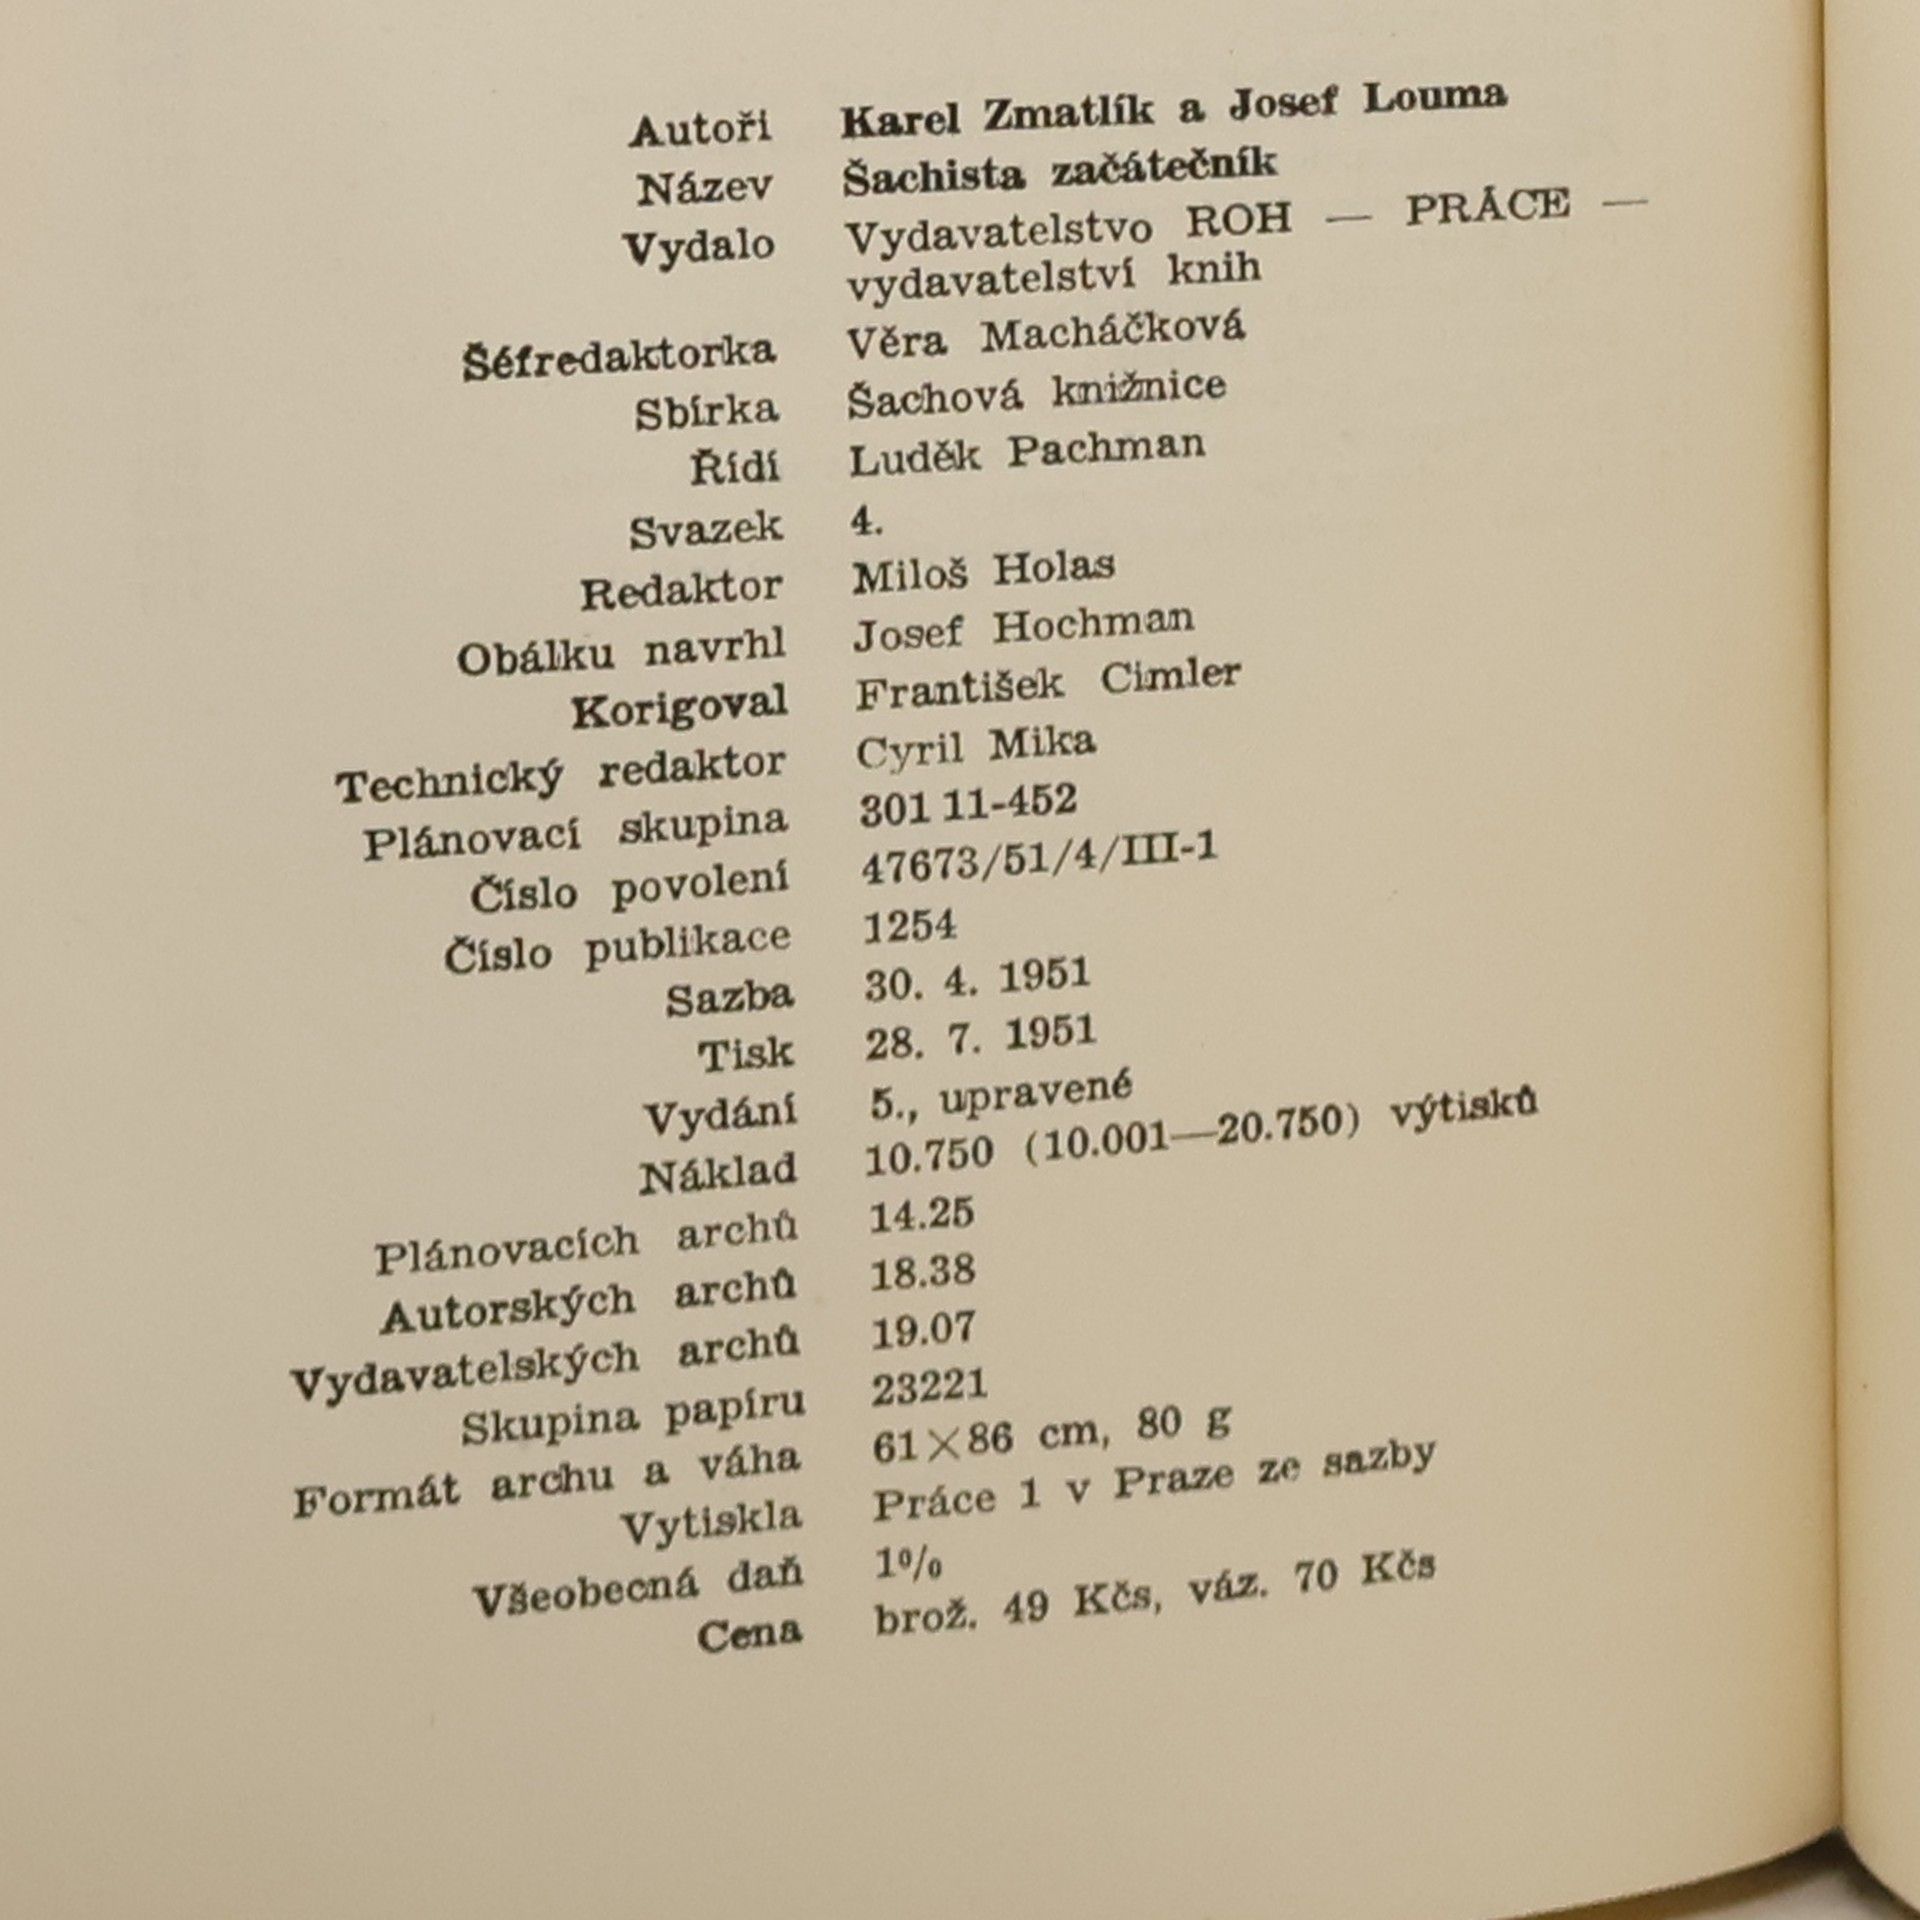 Autoři Karel Zmatlík a Josef Louma
Název Šachista začátečník
Vydalo Vydavatelstvo ROH — PRÁCE —
vydavatelství knih
Šéfredaktorka Věra Macháčková
Sbírka Šachová knižnice
Řídí Luděk Pachman
Svazek 4.
Redaktor Miloš Holas
Obálku navrhl Josef Hochman
Korigoval František Cimler
Technický redaktor Cyril Mika
Plánovací skupina 301 11-452
Číslo povolení 47673/51/4/III-1
Číslo publikace 1254
Sazba 30. 4. 1951
Tisk 28. 7. 1951
Vydání 5., upravené
Náklad 10.750 (10.001—20.750) výtisků
Plánovacích archů 14.25
Autorských archů 18.38
Vydavatelských archů 19.07
Skupina papíru 23221
Formát archu a váha 61×86 cm, 80 g
Vytiskla Práce 1 v Praze ze sazby
Všeobecná daň 1%
Cena brož. 49 Kčs, váz. 70 Kčs